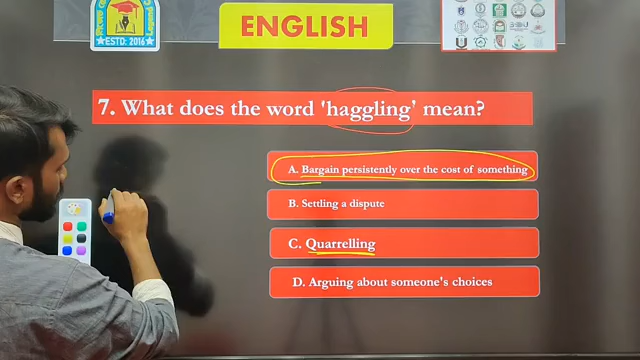 ESTD: 2016
ENGLISH
7. What does the word 'haggling' mean?
A. Bargain persistently over the cost of something
B. Settling a dispute
C. Quarrelling
D. Arguing about someone's choices